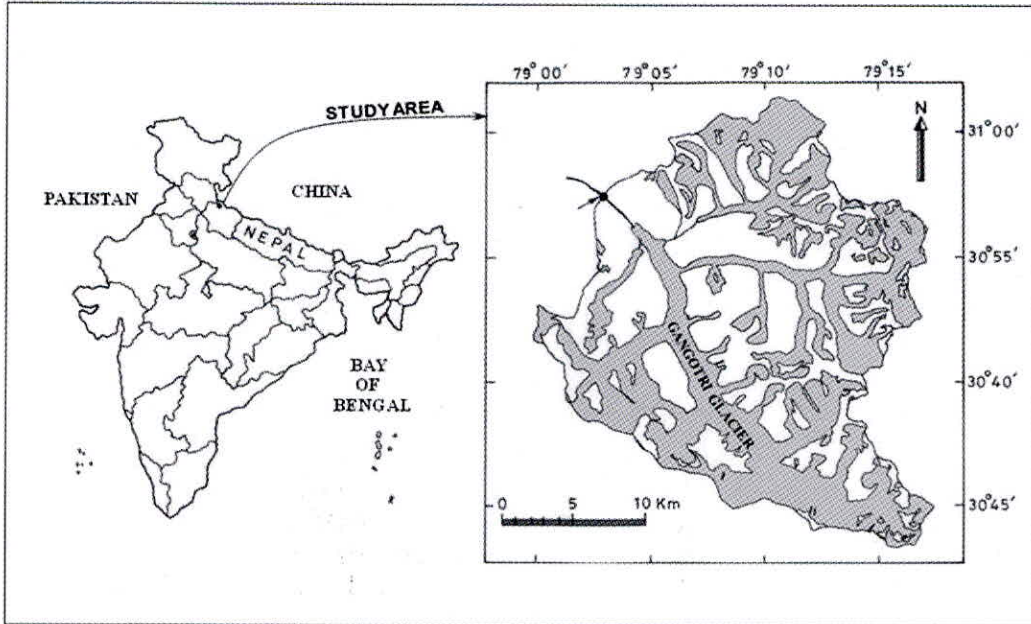 79°00′ 79°05′ 79°10′ 79°15′
STUDY AREA
N
31°00′
PAKISTAN
CHINA
NEPAL
30°55′
GANGOTRI GLACIER
30°40′
BAY
OF
BENGAL
0 5 10 Km
30°45′